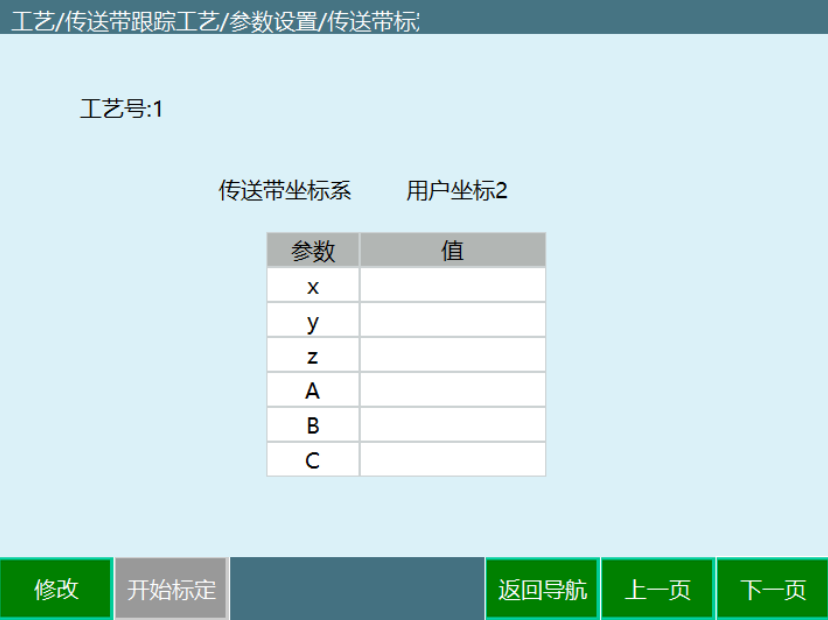 工艺/传送带跟踪工艺/参数设置/传送带标
工艺号:1
传送带坐标系 用户坐标2
参数 值
x
y
z
A
B
C
修改 开始标定 返回导航 上一页 下一页